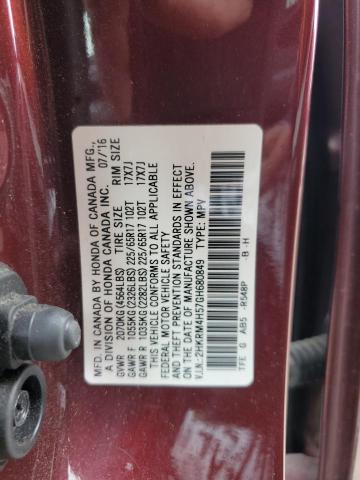 MFD. IN CANADA BY HONDA OF CANADA MFG.,
A DIVISION OF HONDA CANADA INC. 07/'16
GVWR 2070KG(4564LBS) TIRE SIZE RIM SIZE
GAWR F 1055KG(2326LBS) 225/65R17 102T 17X7J
GAWR R 1035KG(2282LBS) 225/65R17 102T 17X7J
THIS VEHICLE CONFORMS TO ALL APPLICABLE
FEDERAL MOTOR VEHICLE SAFETY
AND THEFT PREVENTION STANDARDS IN EFFECT
ON THE DATE OF MANUFACTURE SHOWN ABOVE.
V.I.N.:2HKRM4H57GH680849 TYPE: MPV
TFE G AB5 -R548P -B -H